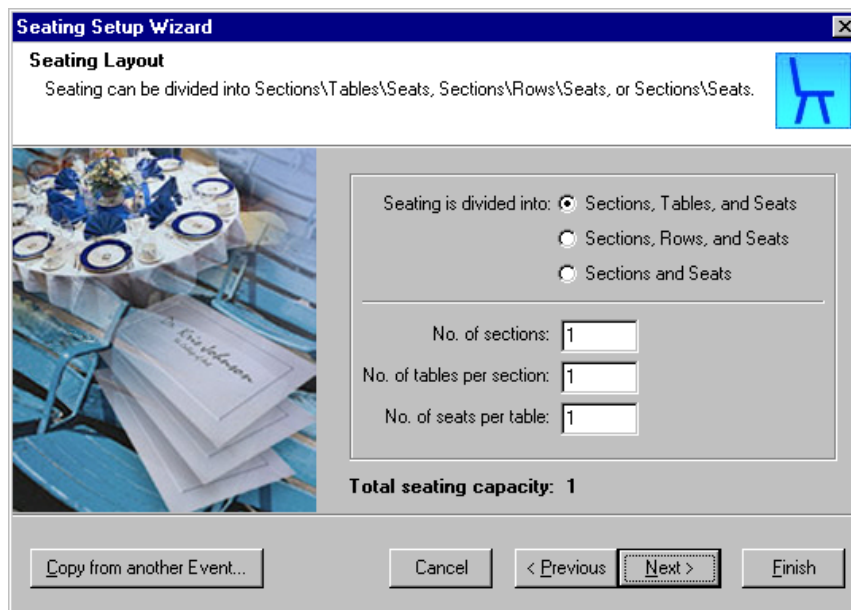 Seating Setup Wizard
Seating Layout
Seating can be divided into Sections\Tables\Seats, Sections\Rows\Seats, or Sections\Seats.
Seating is divided into: Sections, Tables, and Seats
Sections, Rows, and Seats
Sections and Seats
No. of sections: 1
No. of tables per section: 1
No. of seats per table: 1
Dr. Kris Johnson
Total seating capacity: 1
Copy from another Event... Cancel < Previous Next > Finish